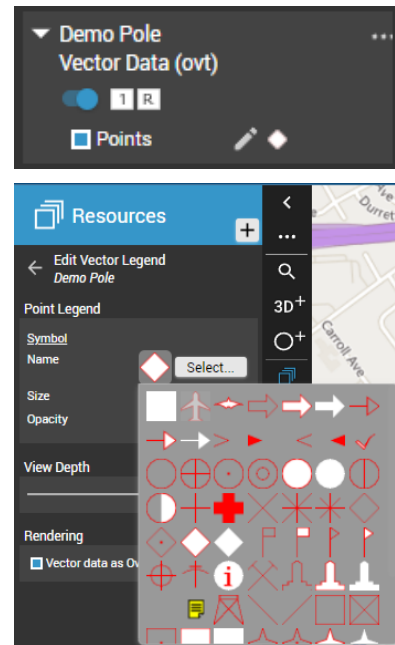 Demo Pole
Vector Data (ovt)
1 R
Points
Resources
Edit Vector Legend
Demo Pole
Point Legend
Symbol
Name
Select...
Size
Opacity
View Depth
Rendering
Vector data as Ov
3D+
Durret
Carroll Ave